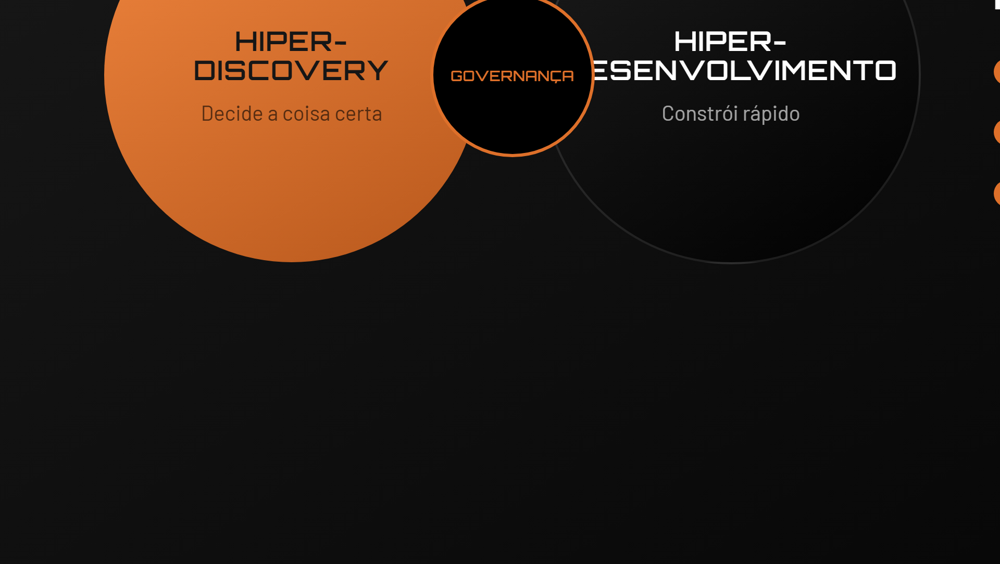 HIPER-
DISCOVERY
Decide a coisa certa
GOVERNANÇA
HIPER-
ESENVOLVIMENTO
Constrói rápido